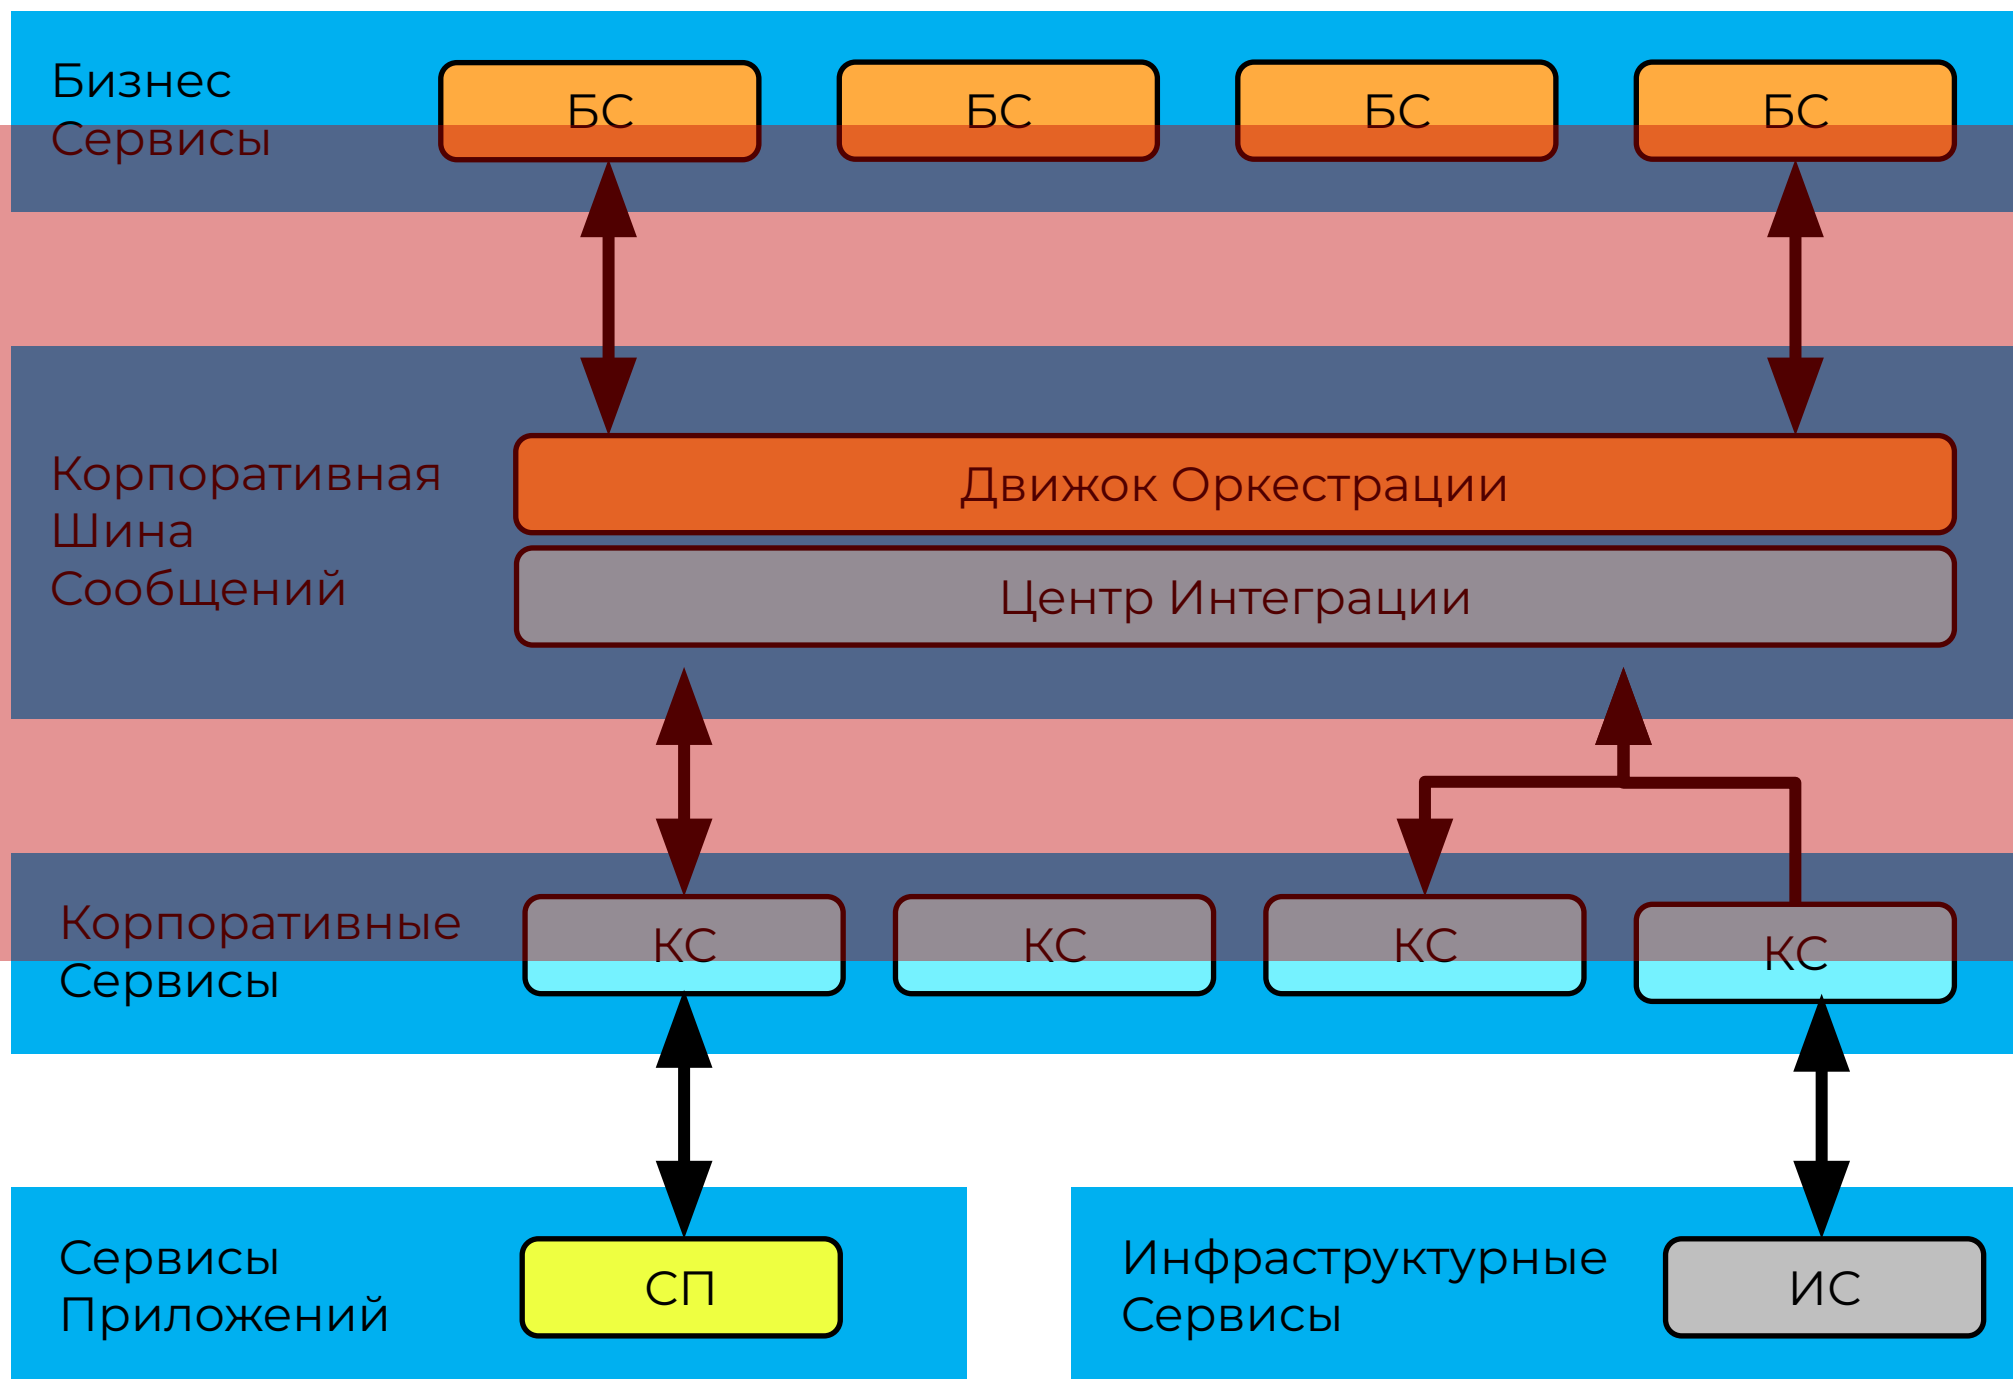 Бизнес
Сервисы
БС
БС
БС
БС
Корпоративная
Шина
Сообщений
Движок Оркестрации
Центр Интеграции
Корпоративные
Сервисы
КС
КС
КС
КС
Сервисы
Приложений
СП
Инфраструктурные
Сервисы
ИС